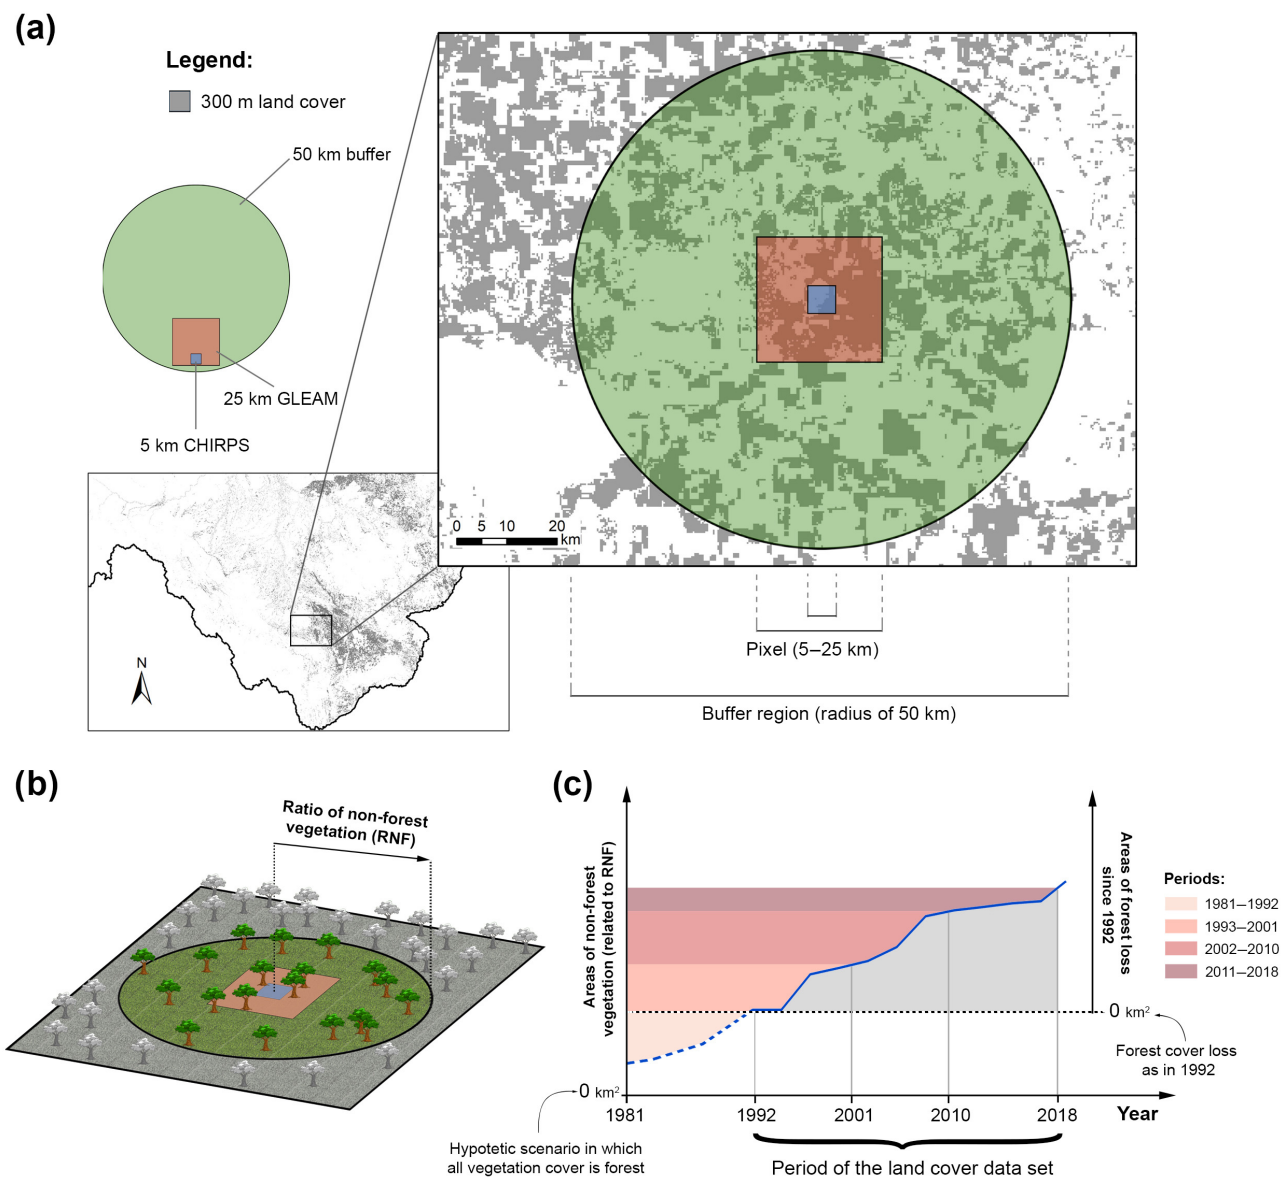 (a)
Legend:
300 m land cover
50 km buffer
25 km GLEAM
5 km CHIRPS
N
0 5 10 20
km
Pixel (5–25 km)
Buffer region (radius of 50 km)
(b)
Ratio of non-forest
vegetation (RNF)
(c)
Areas of non-forest
vegetation (related to RNF)
Areas of forest loss
since 1992
Periods:
1981–1992
1993–2001
2002–2010
2011–2018
0 km²
Forest cover loss
as in 1992
0 km²
1981 1992 2001 2010 2018 Year
Hypotetic scenario in which
all vegetation cover is forest
Period of the land cover data set